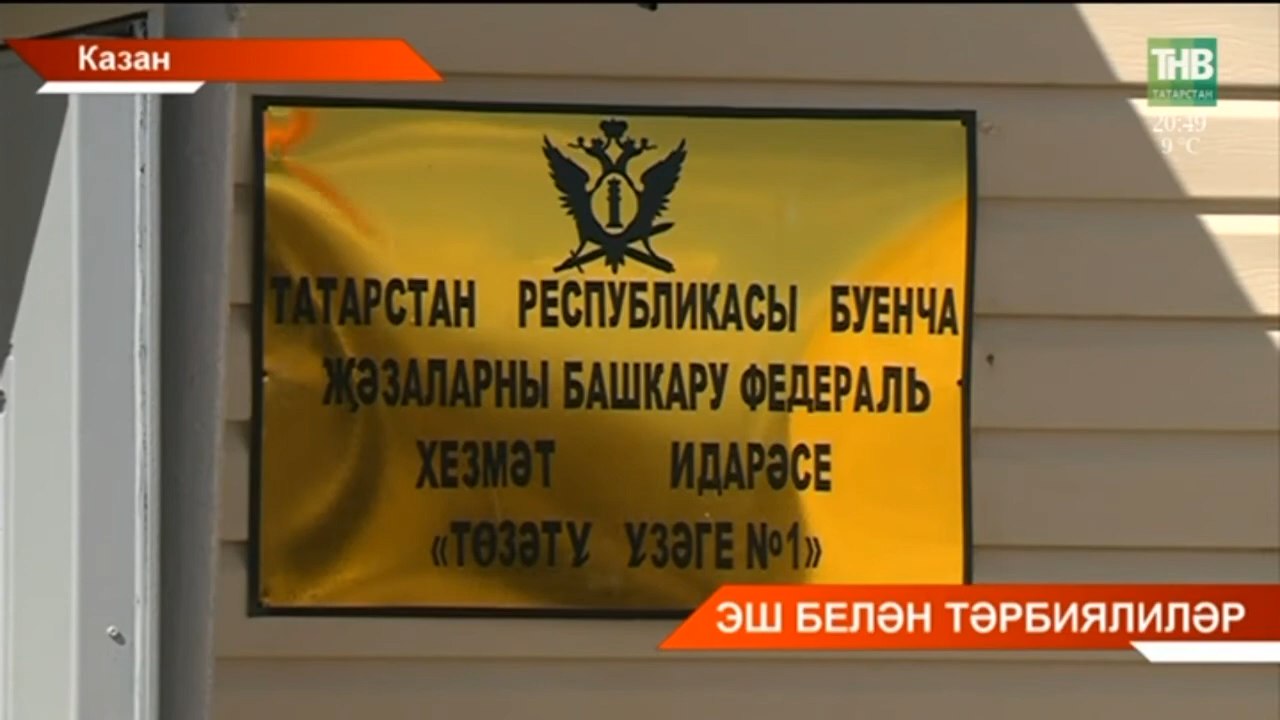 Казан
ТНВ
ТАТАРСТАН
20:49
9 °C
ТАТАРСТАН РЕСПУБЛИКАСЫ БУЕНЧА
ҖӘЗАЛАРНЫ БАШКАРУ ФЕДЕРАЛЬ
ХЕЗМӘТ ИДАРӘСЕ
«ТӨЗӘТҮ ҮЗӘГЕ №1»
ЭШ БЕЛӘН ТӘРБИЯЛИЛӘР